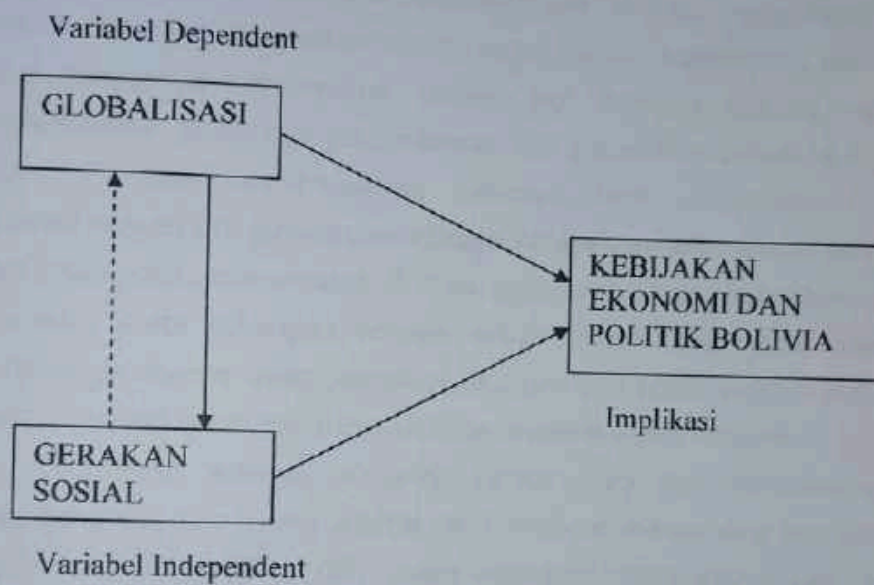 Variabel Dependent
GLOBALISASI
KEBIJAKAN
EKONOMI DAN
POLITIK BOLIVIA
Implikasi
GERAKAN
SOSIAL
Variabel Independent